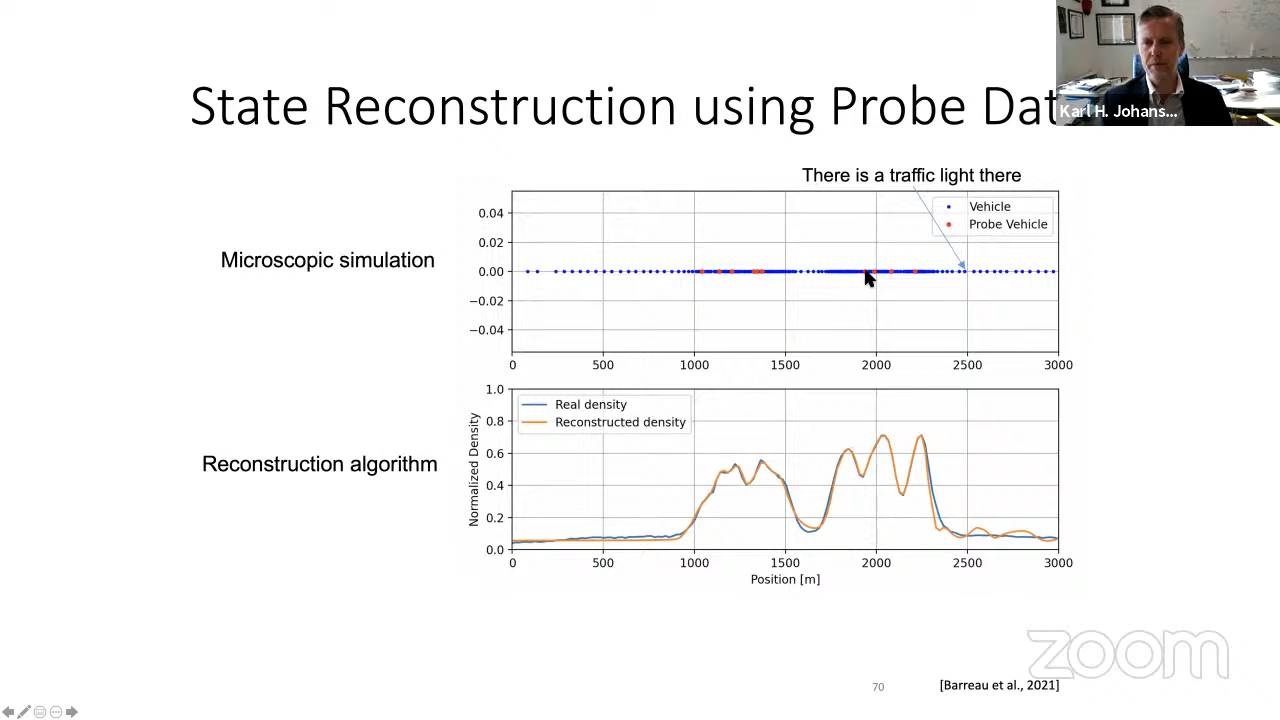 State Reconstruction using Probe Dat
Karl H. Johans...
There is a traffic light there
Microscopic simulation
Vehicle
Probe Vehicle
0.04
0.02
0.00
−0.02
−0.04
0 500 1000 1500 2000 2500 3000
Reconstruction algorithm
Real density
Reconstructed density
Normalized Density
1.0
0.8
0.6
0.4
0.2
0.0
0 500 1000 1500 2000 2500 3000
Position [m]
zoom
70
[Barreau et al., 2021]